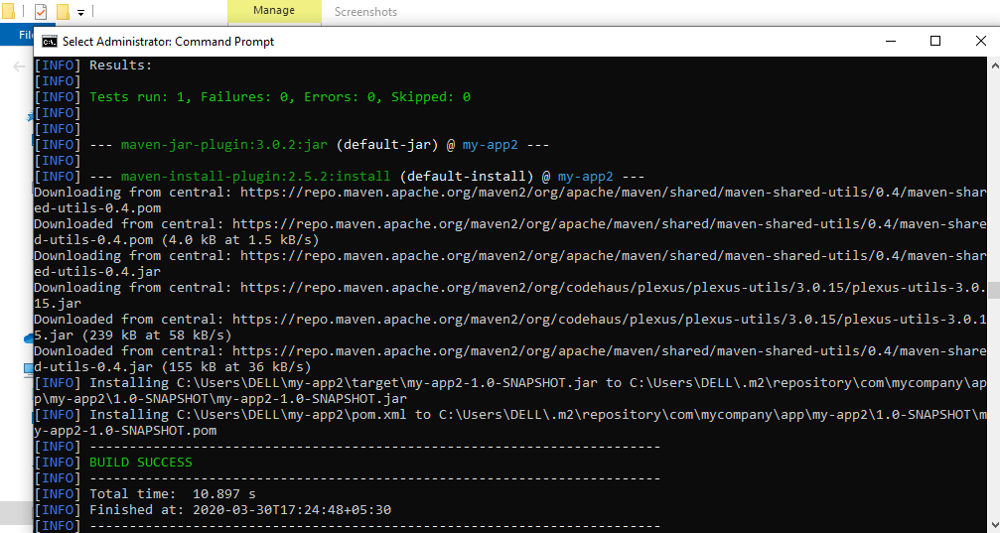 Manage
Screenshots
Fil
Select Administrator: Command Prompt
[INFO] Results:
[INFO]
[INFO] Tests run: 1, Failures: 0, Errors: 0, Skipped: 0
[INFO]
[INFO]
[INFO] --- maven-jar-plugin:3.0.2:jar (default-jar) @ my-app2 ---
[INFO]
[INFO] --- maven-install-plugin:2.5.2:install (default-install) @ my-app2 ---
Downloading from central: https://repo.maven.apache.org/maven2/org/apache/maven/shared/maven-shared-utils/0.4/maven-shar
ed-utils-0.4.pom
Downloaded from central: https://repo.maven.apache.org/maven2/org/apache/maven/shared/maven-shared-utils/0.4/maven-share
d-utils-0.4.pom (4.0 kB at 1.5 kB/s)
Downloading from central: https://repo.maven.apache.org/maven2/org/apache/maven/shared/maven-shared-utils/0.4/maven-shar
ed-utils-0.4.jar
Downloading from central: https://repo.maven.apache.org/maven2/org/codehaus/plexus/plexus-utils/3.0.15/plexus-utils-3.0.
15.jar
Downloaded from central: https://repo.maven.apache.org/maven2/org/codehaus/plexus/plexus-utils/3.0.15/plexus-utils-3.0.1
5.jar (239 kB at 58 kB/s)
Downloaded from central: https://repo.maven.apache.org/maven2/org/apache/maven/shared/maven-shared-utils/0.4/maven-share
d-utils-0.4.jar (155 kB at 36 kB/s)
[INFO] Installing C:\Users\DELL\my-app2\target\my-app2-1.0-SNAPSHOT.jar to C:\Users\DELL\.m2\repository\com\mycompany\ap
p\my-app2\1.0-SNAPSHOT\my-app2-1.0-SNAPSHOT.jar
[INFO] Installing C:\Users\DELL\my-app2\pom.xml to C:\Users\DELL\.m2\repository\com\mycompany\app\my-app2\1.0-SNAPSHOT\m
y-app2-1.0-SNAPSHOT.pom
[INFO] ------------------------------------------------------------------------
[INFO] BUILD SUCCESS
[INFO] ------------------------------------------------------------------------
[INFO] Total time:  10.897 s
[INFO] Finished at: 2020-03-30T17:24:48+05:30
[INFO] ------------------------------------------------------------------------